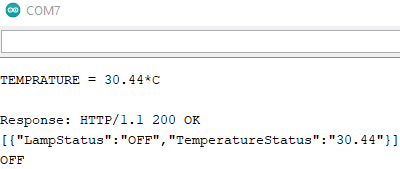 COM7
TEMPRATURE = 30.44*C
Response: HTTP/1.1 200 OK
[{"LampStatus":"OFF","TemperatureStatus":"30.44"}]
OFF